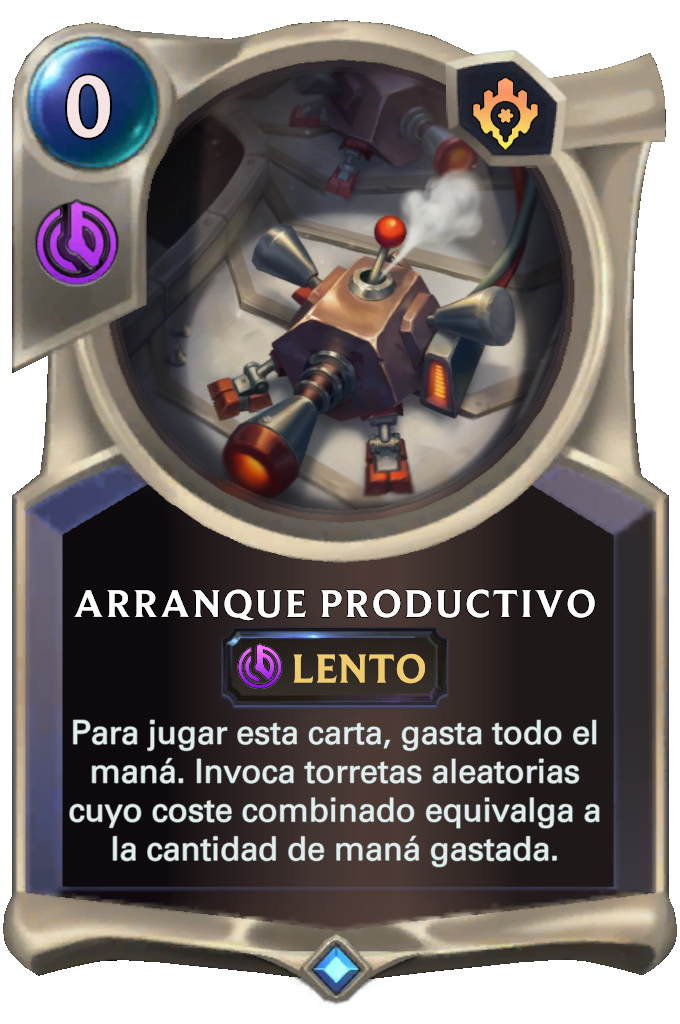 0
ARRANQUE PRODUCTIVO
LENTO
Para jugar esta carta, gasta todo el
maná. Invoca torretas aleatorias
cuyo coste combinado equivalga a
la cantidad de maná gastada.